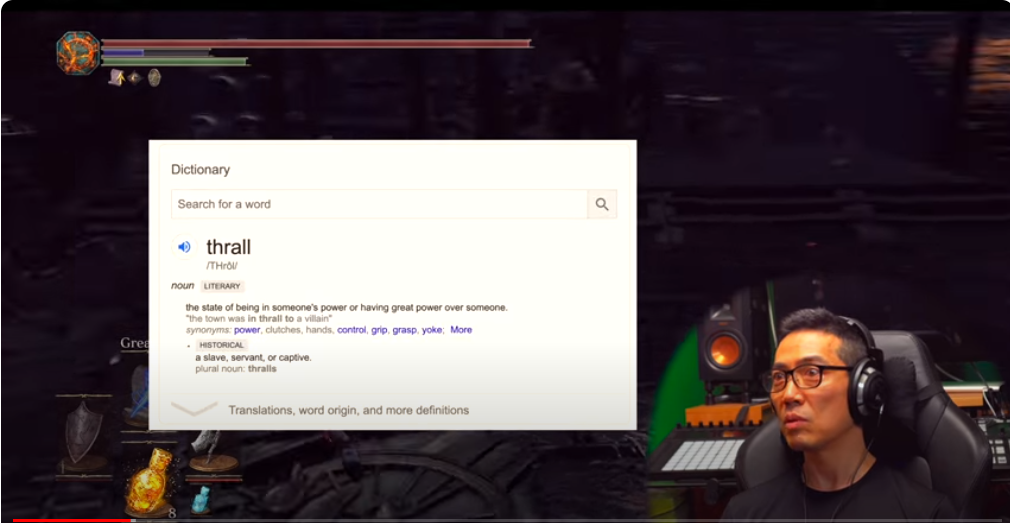 Dictionary
Search for a word
thrall
/THrôl/
noun LITERARY
the state of being in someone's power or having great power over someone.
"the town was in thrall to a villain"
synonyms: power, clutches, hands, control, grip, grasp, yoke; More
• HISTORICAL
a slave, servant, or captive.
plural noun: thralls
Grea
Translations, word origin, and more definitions
8